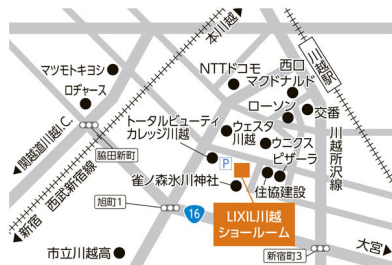 本川越
川越駅
マツモトキヨシ
ロヂャース
NTTドコモ
西口
マクドナルド
ローソン
交番
トータルビューティ
カレッジ川越
ウェスタ
川越
ウニクス
ピザーラ
川越所沢線
関越道川越I.C.
西武新宿線
脇田新町
P
雀ノ森氷川神社
住協建設
新宿
旭町1
16
LIXIL川越
ショールーム
市立川越高
新宿町3
大宮